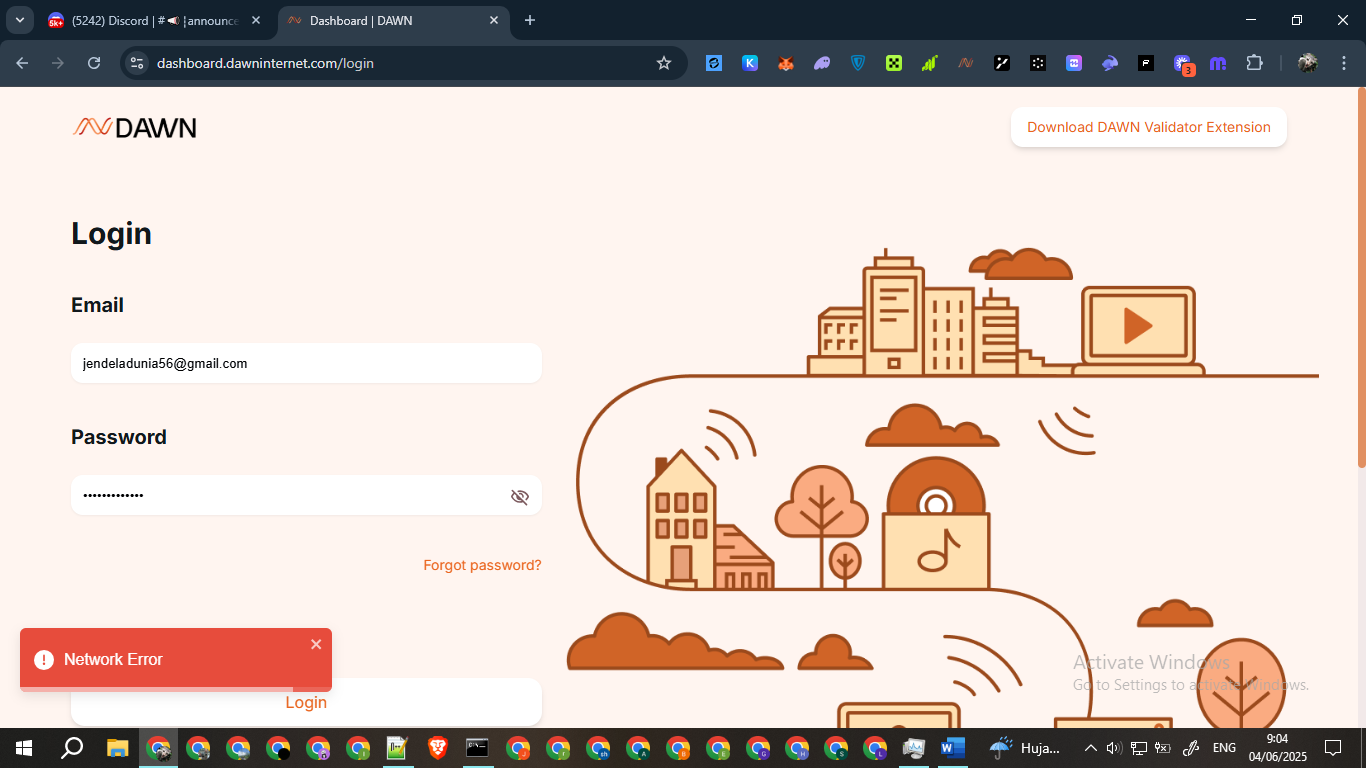 (5242) Discord | #📢 ¦announce
Dashboard | DAWN
dashboard.dawninternet.com/login
3
DAWN
Download DAWN Validator Extension
Login
Email
jendeladunia56@gmail.com
Password
•••••••••••••
Forgot password?
Network Error
Login
Activate Windows
Go to Settings to activate Windows.
Huja...
ENG
9:04
04/06/2025